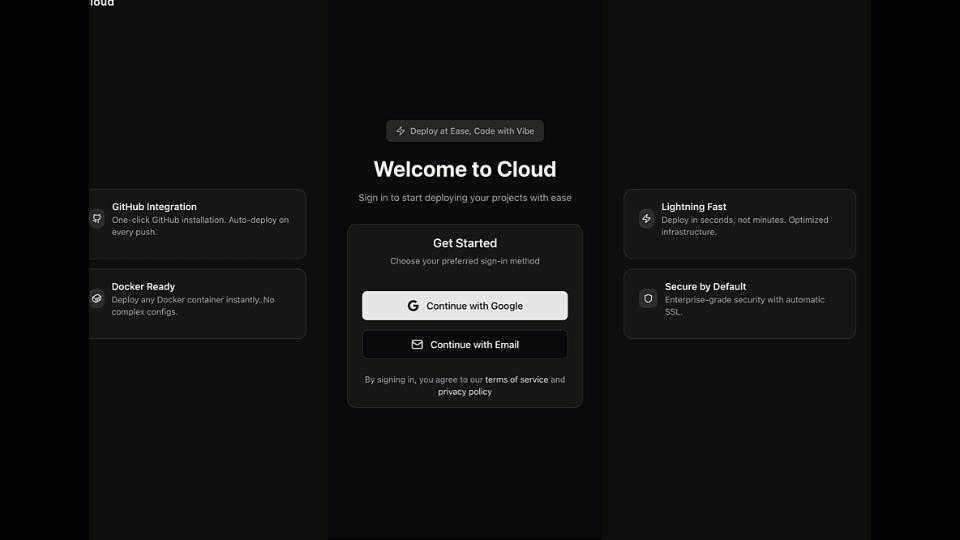 loud
GitHub Integration
One-click GitHub installation. Auto-deploy on
every push.
Docker Ready
Deploy any Docker container instantly. No
complex configs.
Deploy at Ease, Code with Vibe
Welcome to Cloud
Sign in to start deploying your projects with ease
Get Started
Choose your preferred sign-in method
Continue with Google
Continue with Email
By signing in, you agree to our terms of service and
privacy policy
Lightning Fast
Deploy in seconds, not minutes. Optimized
infrastructure.
Secure by Default
Enterprise-grade security with automatic
SSL.